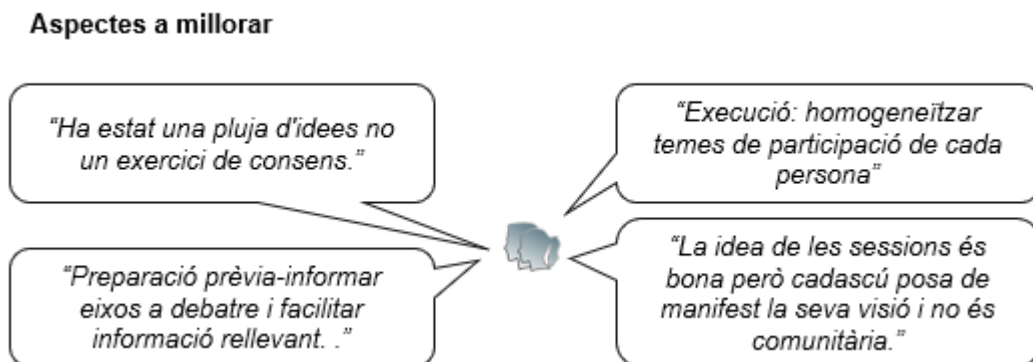 Aspectes a millorar
“Ha estat una pluja d'idees no
un exercici de consens.”
“Execució: homogeneïtzar
temes de participació de cada
persona”
“Preparació prèvia-informar
eixos a debatre i facilitar
informació rellevant. .”
“La idea de les sessions és
bona però cadascú posa de
manifest la seva visió i no és
comunitària.”